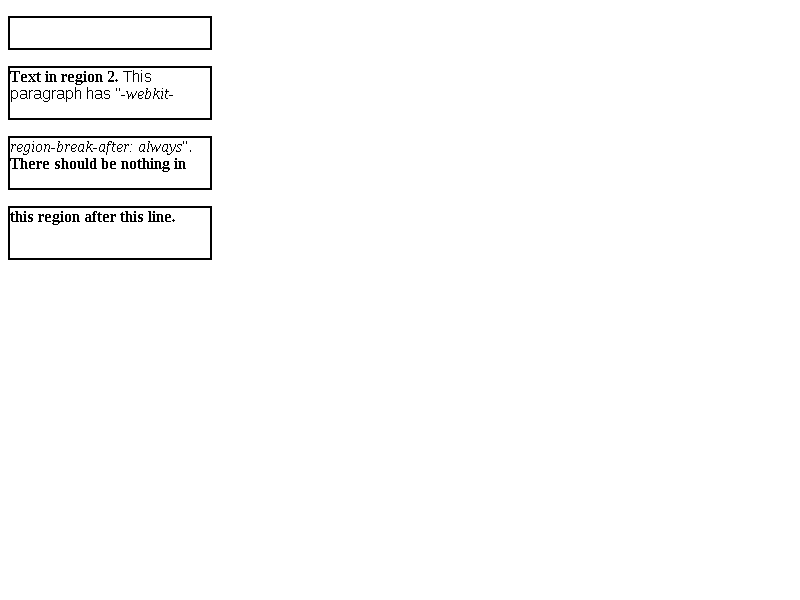 Text in region 2. This
paragraph has "-webkit-
region-break-after: always".
There should be nothing in
this region after this line.